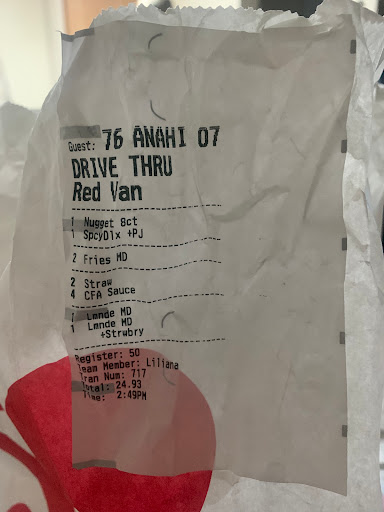 Guest: 76 ANAHI 07
DRIVE THRU
Red Van
1 Nugget 8ct
1 SpcyDlx +PJ
2 Fries MD
2 Straw
4 CFA Sauce
1 Lmnde MD
1 Lmnde MD
+Strwbry
Register: 50
Team Member: Liliana
Tran Num: 717
Total: 24.93
Time: 2:49PM